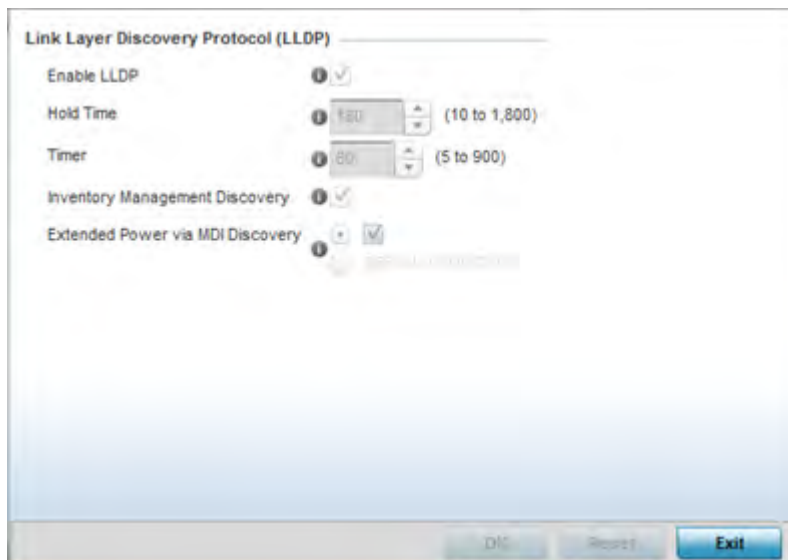 Link Layer Discovery Protocol (LLDP)
Enable LLDP
Hold Time 180 (10 to 1,800)
Timer 60 (5 to 900)
Inventory Management Discovery
Extended Power via MDI Discovery
OK Reset Exit